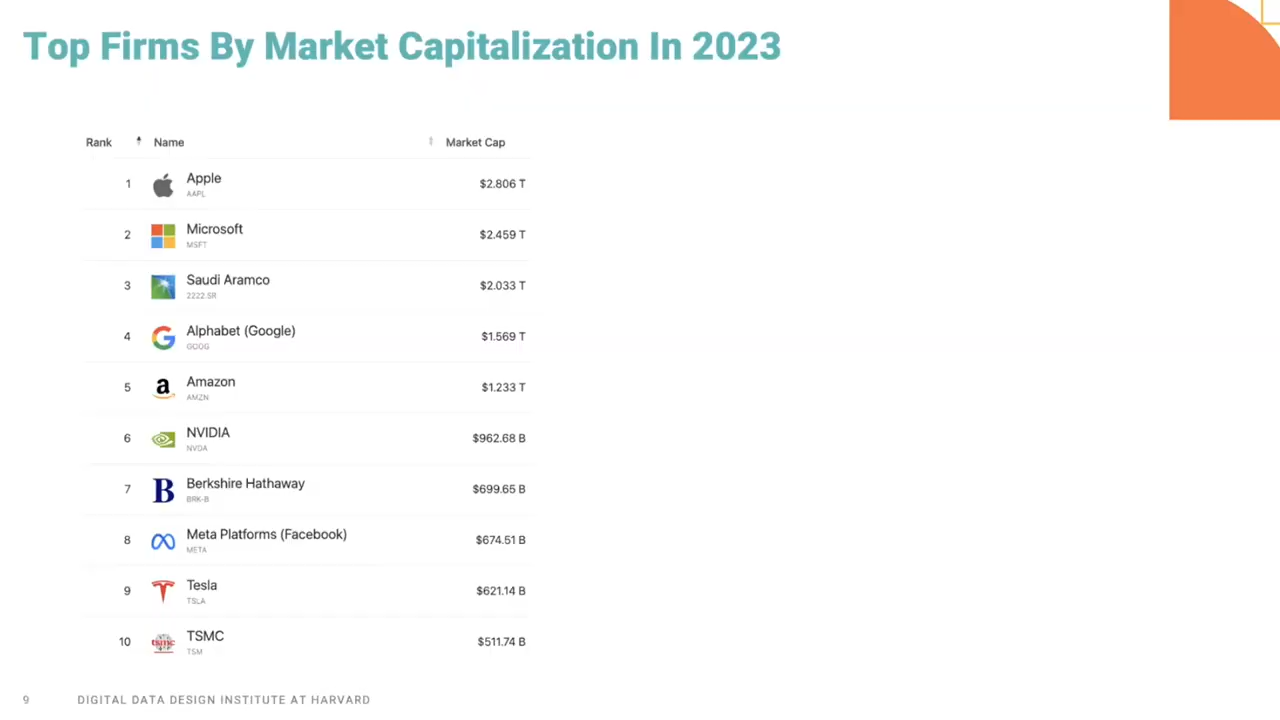 Top Firms By Market Capitalization In 2023
Rank Name Market Cap
1 Apple $2.806 T
AAPL
2 Microsoft $2.459 T
MSFT
3 Saudi Aramco $2.033 T
2222.SR
4 Alphabet (Google) $1.569 T
GOOG
5 Amazon $1.233 T
AMZN
6 NVIDIA $962.68 B
NVDA
7 Berkshire Hathaway $699.65 B
BRK-B
8 Meta Platforms (Facebook) $674.51 B
META
9 Tesla $621.14 B
TSLA
10 TSMC $511.74 B
TSM
9 DIGITAL DATA DESIGN INSTITUTE AT HARVARD